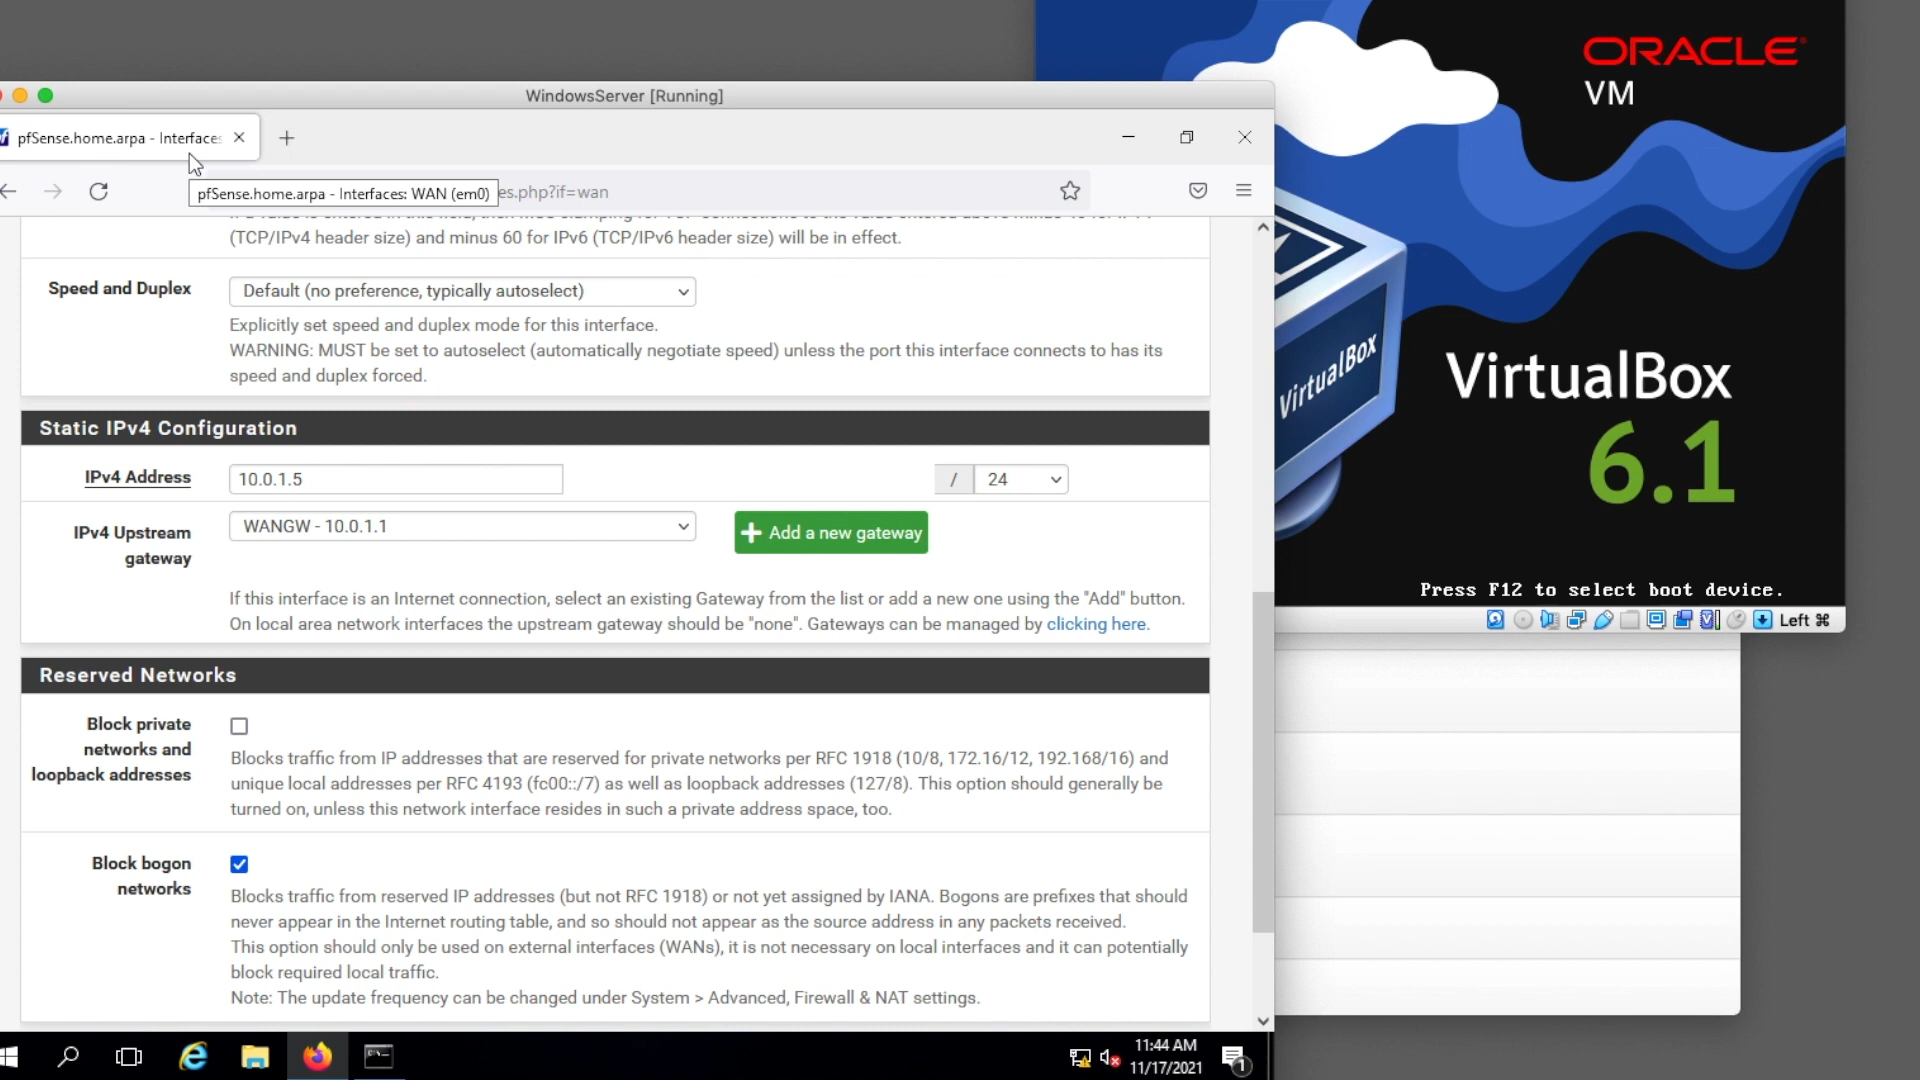 ORACLE
VM
WindowsServer [Running]
pfSense.home.arpa - Interfaces
pfSense.home.arpa - Interfaces: WAN (em0)
es.php?if=wan
(TCP/IPv4 header size) and minus 60 for IPv6 (TCP/IPv6 header size) will be in effect.
Speed and Duplex
Default (no preference, typically autoselect)
Explicitly set speed and duplex mode for this interface.
WARNING: MUST be set to autoselect (automatically negotiate speed) unless the port this interface connects to has its
speed and duplex forced.
Static IPv4 Configuration
IPv4 Address
10.0.1.5
/
24
IPv4 Upstream
gateway
WANGW - 10.0.1.1
Add a new gateway
If this interface is an Internet connection, select an existing Gateway from the list or add a new one using the "Add" button.
On local area network interfaces the upstream gateway should be "none". Gateways can be managed by clicking here.
Reserved Networks
Block private
networks and
loopback addresses
Blocks traffic from IP addresses that are reserved for private networks per RFC 1918 (10/8, 172.16/12, 192.168/16) and
unique local addresses per RFC 4193 (fc00::/7) as well as loopback addresses (127/8). This option should generally be
turned on, unless this network interface resides in such a private address space, too.
Block bogon
networks
Blocks traffic from reserved IP addresses (but not RFC 1918) or not yet assigned by IANA. Bogons are prefixes that should
never appear in the Internet routing table, and so should not appear as the source address in any packets received.
This option should only be used on external interfaces (WANs), it is not necessary on local interfaces and it can potentially
block required local traffic.
Note: The update frequency can be changed under System > Advanced, Firewall & NAT settings.
11:44 AM
11/17/2021
1
VirtualBox
VirtualBox
6.1
Press F12 to select boot device.
Left ⌘